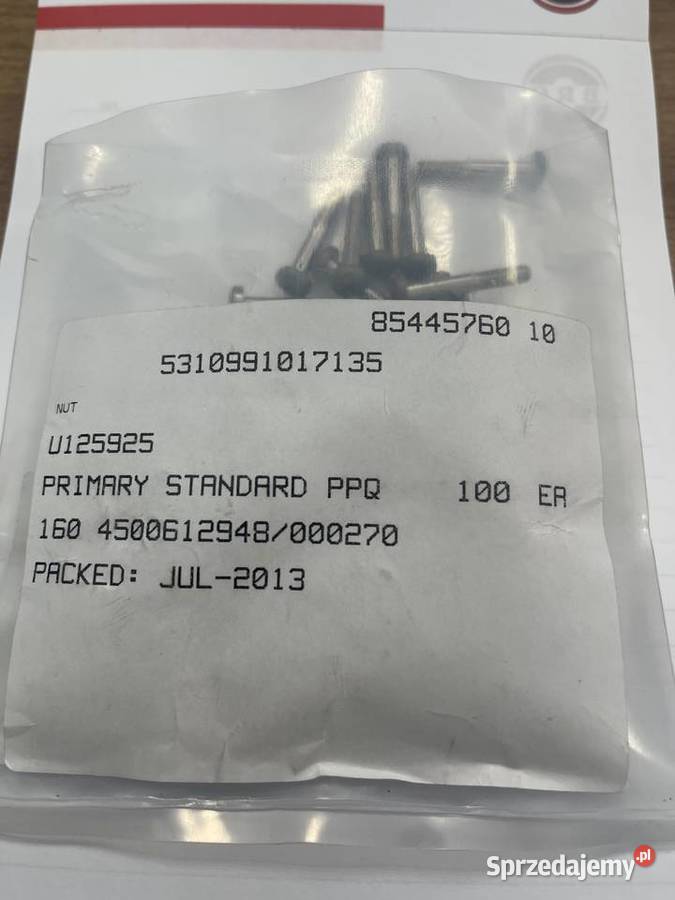 85445760 10
5310991017135
NUT
U125925
PRIMARY STANDARD PPQ 100 EA
160 4500612948/000270
PACKED: JUL-2013
Sprzedajemy.pl